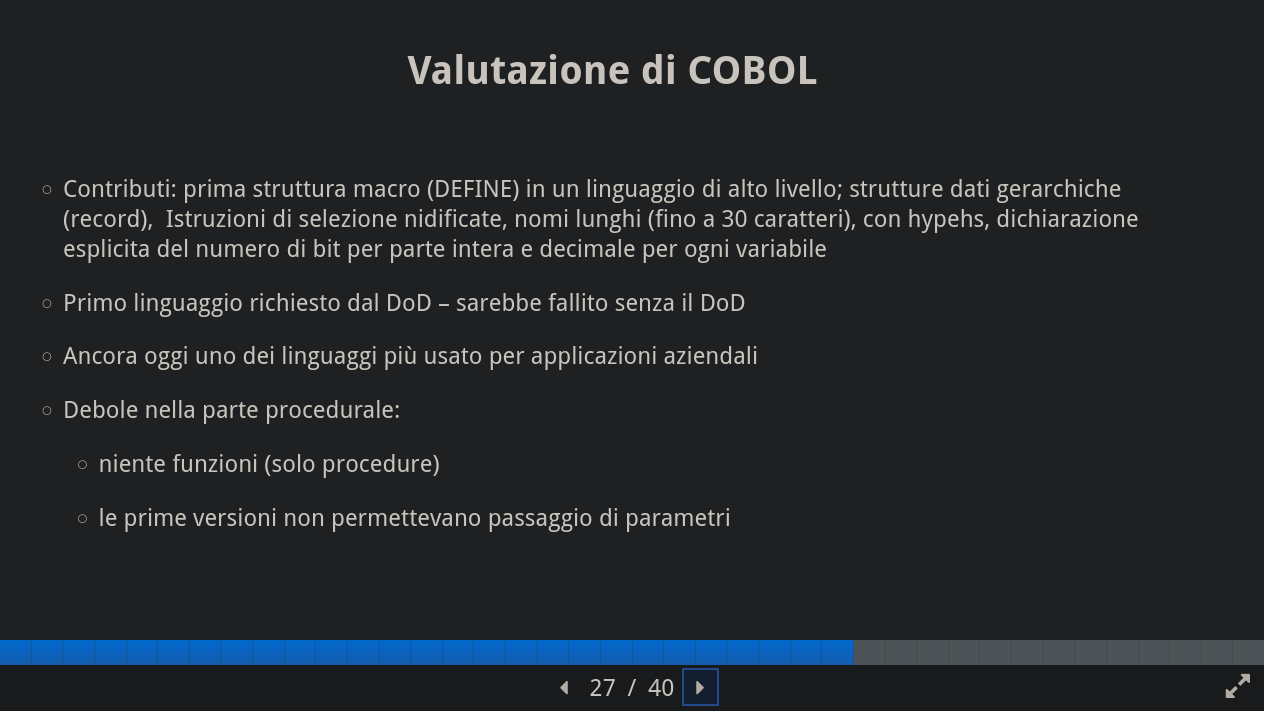 Valutazione di COBOL
Contributi: prima struttura macro (DEFINE) in un linguaggio di alto livello; strutture dati gerarchiche
(record),  Istruzioni di selezione nidificate, nomi lunghi (fino a 30 caratteri), con hypehs, dichiarazione
esplicita del numero di bit per parte intera e decimale per ogni variabile
Primo linguaggio richiesto dal DoD – sarebbe fallito senza il DoD
Ancora oggi uno dei linguaggi più usato per applicazioni aziendali
Debole nella parte procedurale:
niente funzioni (solo procedure)
le prime versioni non permettevano passaggio di parametri
27 / 40